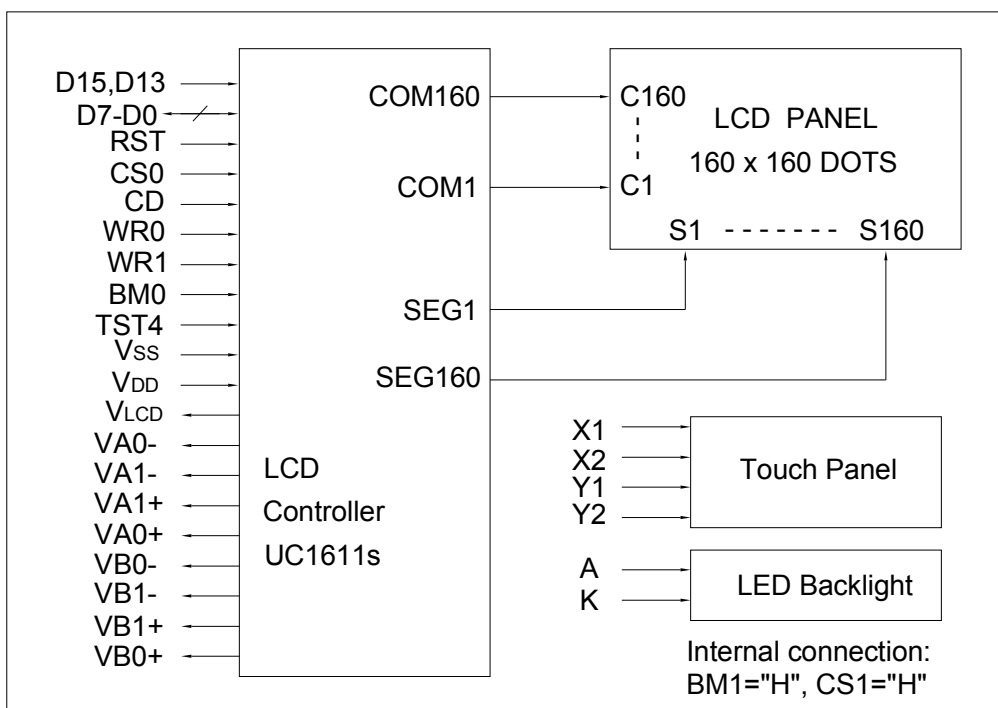 D15,D13
D7-D0
RST
CS0
CD
WR0
WR1
BM0
TST4
VSS
VDD
VLCD
VA0-
VA1-
VA1+
VA0+
VB0-
VB1-
VB1+
VB0+
COM160
COM1
SEG1
SEG160
LCD
Controller
UC1611s
C160
C1
LCD PANEL
160 x 160 DOTS
S1 ------- S160
X1
X2
Y1
Y2
Touch Panel
A
K
LED Backlight
Internal connection:
BM1="H", CS1="H"